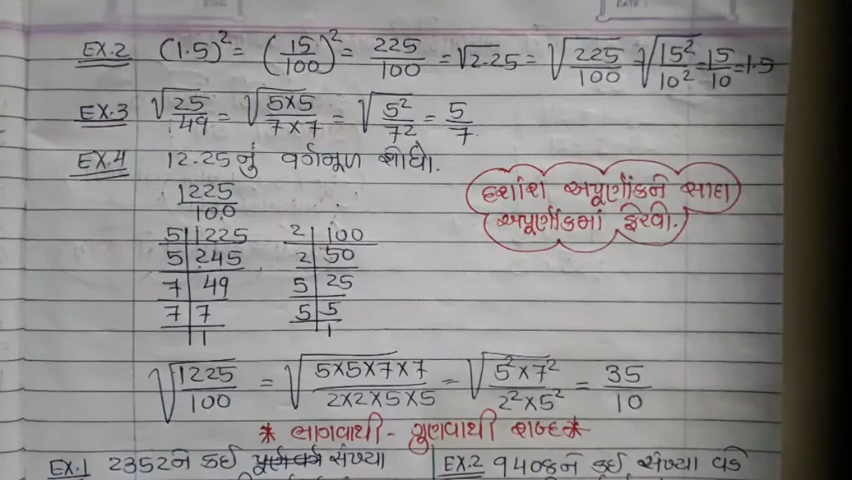 EX.2 (1.5)² = (15/100)² = 225/100 = √2.25 = √225/100 = √15²/10² = 15/10 = 1.5
EX.3 √25/49 = √5×5/7×7 = √5²/7² = 5/7
EX.4 12.25નું વર્ગમૂળ શોધો.
દશાંશ અપૂર્ણાંકને સાદા
અપૂર્ણાંકમાં ફેરવી.
1225/100
5 | 1225 2 | 100
5 | 245 2 | 50
7 | 49 5 | 25
7 | 7 5 | 5
1 1
√1225/100 = √5×5×7×7/2×2×5×5 = √5²×7²/2²×5² = 35/10
* ભાગવાથી - ગુણવાથી શબ્દ *
EX.1 2352ને કઈ પૂર્ણવર્ગ સંખ્યા
EX.2 9408ને કઈ સંખ્યા વડે